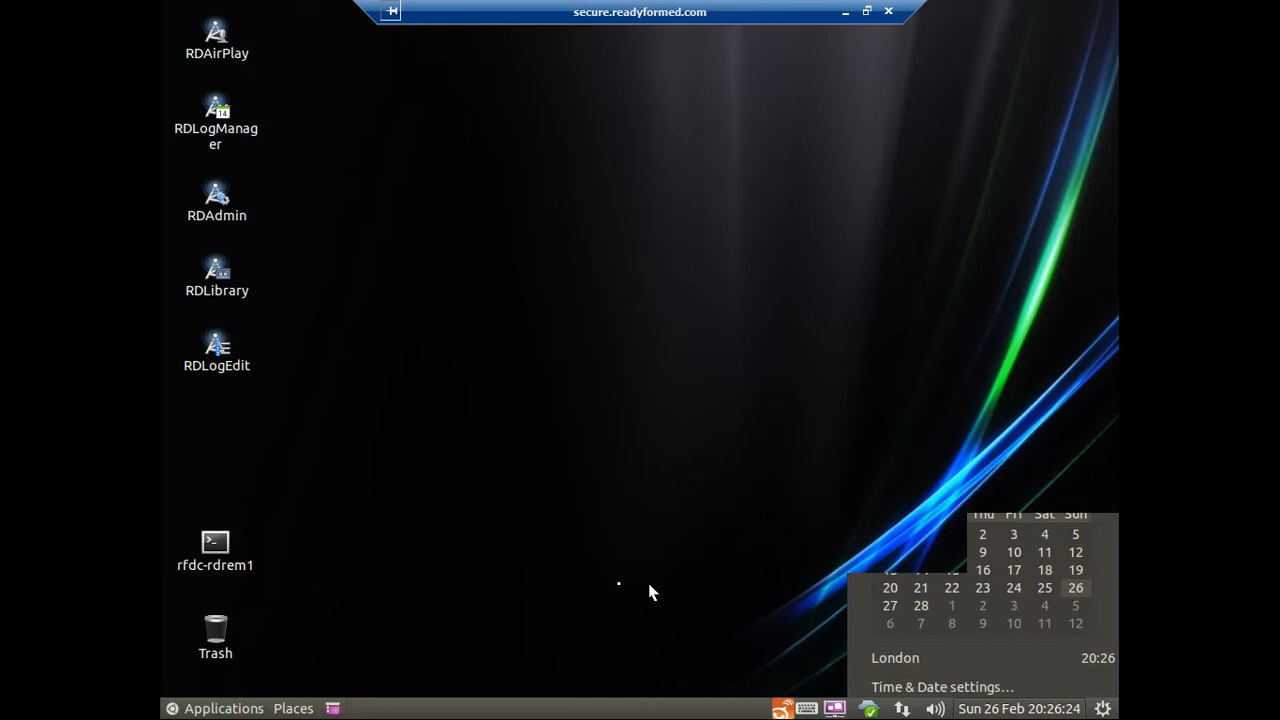 secure.readyformed.com
RDAirPlay
RDLogManag
er
14
RDAdmin
RDLibrary
RDLogEdit
rfdc-rdrem1
Trash
Thu Fri Sat Sun
2 3 4 5
9 10 11 12
16 17 18 19
20 21 22 23 24 25 26
27 28 1 2 3 4 5
6 7 8 9 10 11 12
London 20:26
Time & Date settings...
Applications Places Sun 26 Feb 20:26:24